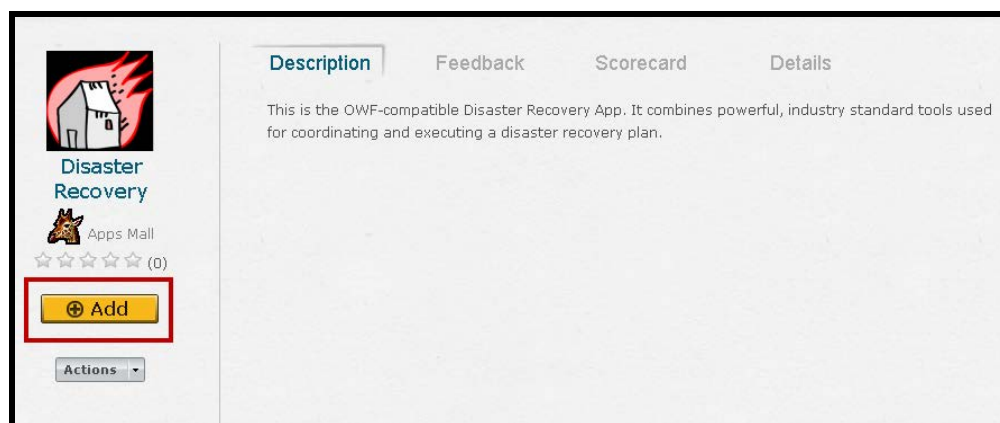 Description Feedback Scorecard Details
This is the OWF-compatible Disaster Recovery App. It combines powerful, industry standard tools used
for coordinating and executing a disaster recovery plan.
Disaster
Recovery
Apps Mall
(0)
Add
Actions